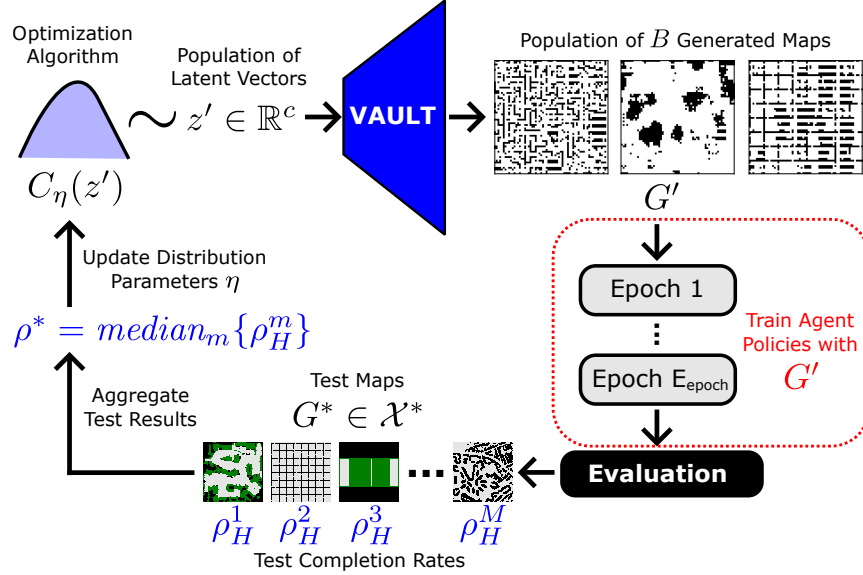 Optimization
Algorithm
Population of
Latent Vectors
∼ z′ ∈ ℝᶜ
C_η(z′)
VAULT
Population of B Generated Maps
G′
Epoch 1
⋮
Epoch E_epoch
Train Agent
Policies with
G′
Evaluation
Update Distribution
Parameters η
ρ* = median_m{ρ_H^m}
Aggregate
Test Results
Test Maps
G* ∈ 𝒳*
•••
ρ_H^1 ρ_H^2 ρ_H^3 ρ_H^M
Test Completion Rates